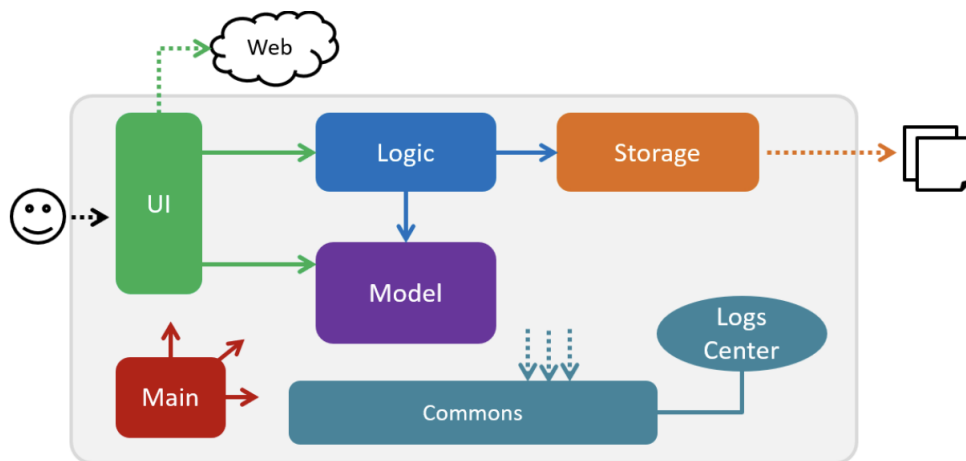 Web
Logic
Storage
UI
Model
Logs
Center
Main
Commons